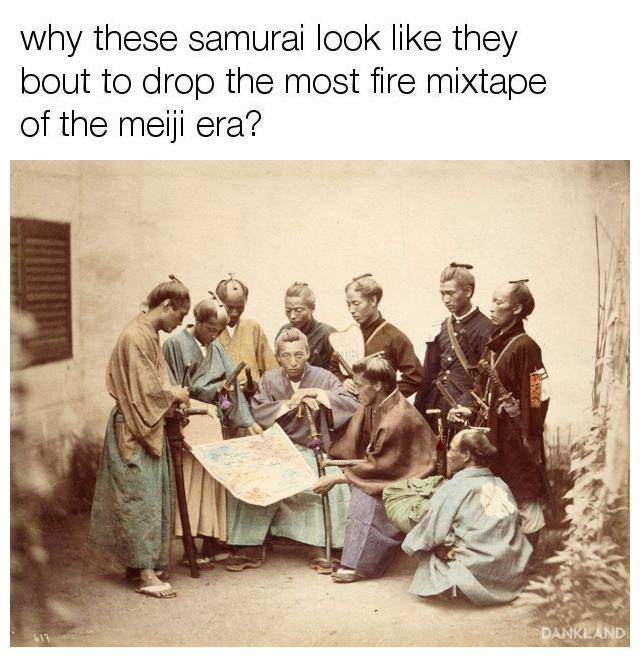 why these samurai look like they
bout to drop the most fire mixtape
of the meiji era?
617
DANKLAND